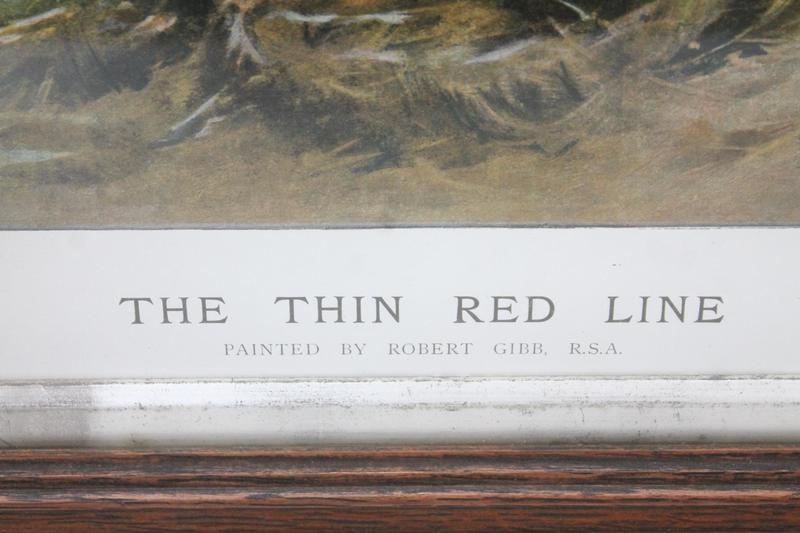 THE THIN RED LINE
PAINTED BY ROBERT GIBB, R.S.A.